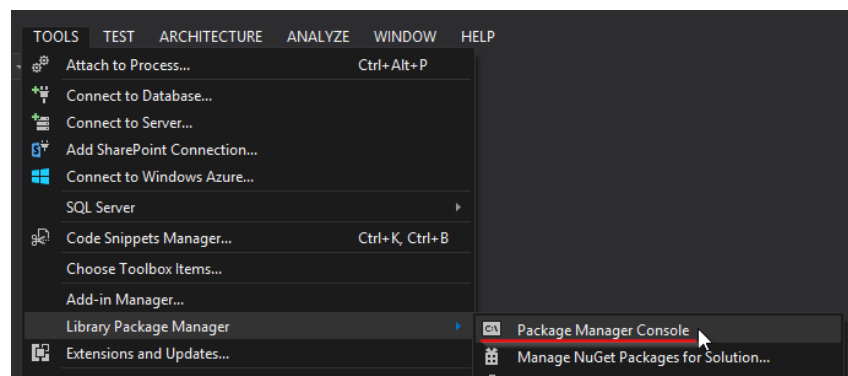 TOOLS TEST ARCHITECTURE ANALYZE WINDOW HELP
Attach to Process... Ctrl+Alt+P
Connect to Database...
Connect to Server...
Add SharePoint Connection...
Connect to Windows Azure...
SQL Server
Code Snippets Manager... Ctrl+K, Ctrl+B
Choose Toolbox Items...
Add-in Manager...
Library Package Manager
Package Manager Console
Extensions and Updates...
Manage NuGet Packages for Solution...